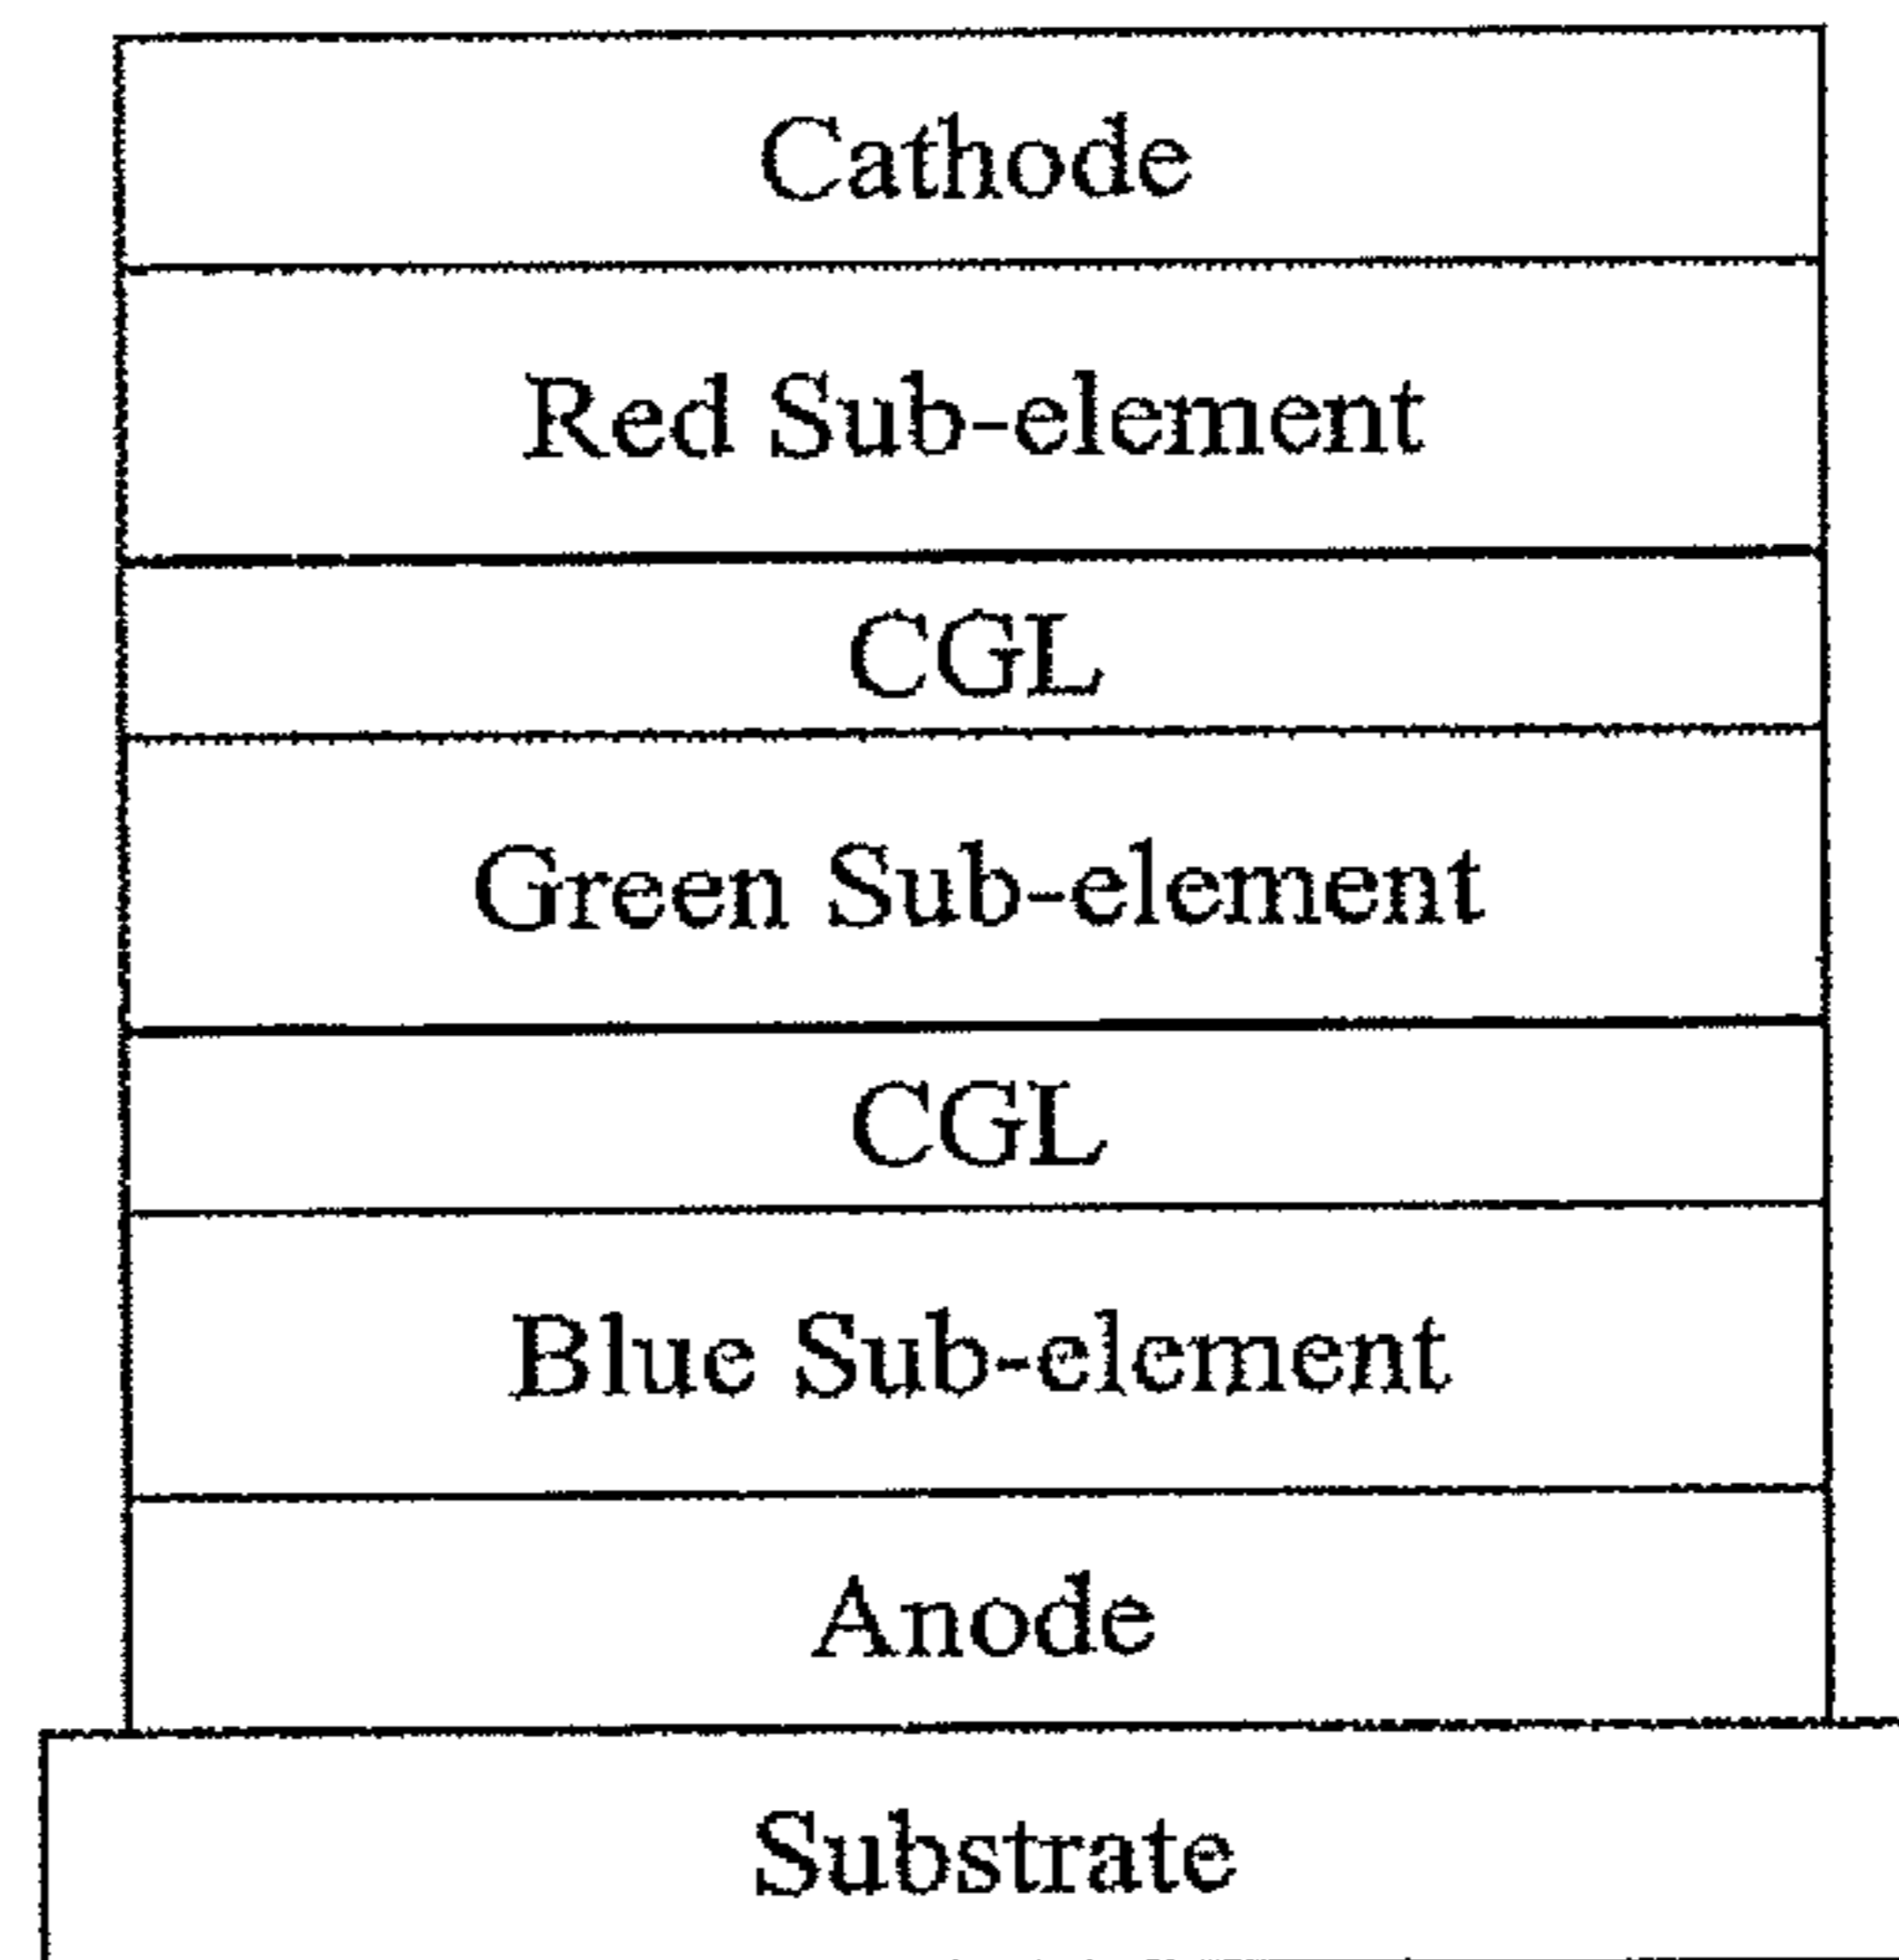 Cathode
Red Sub-element
CGL
Green Sub-element
CGL
Blue Sub-element
Anode
Substrate